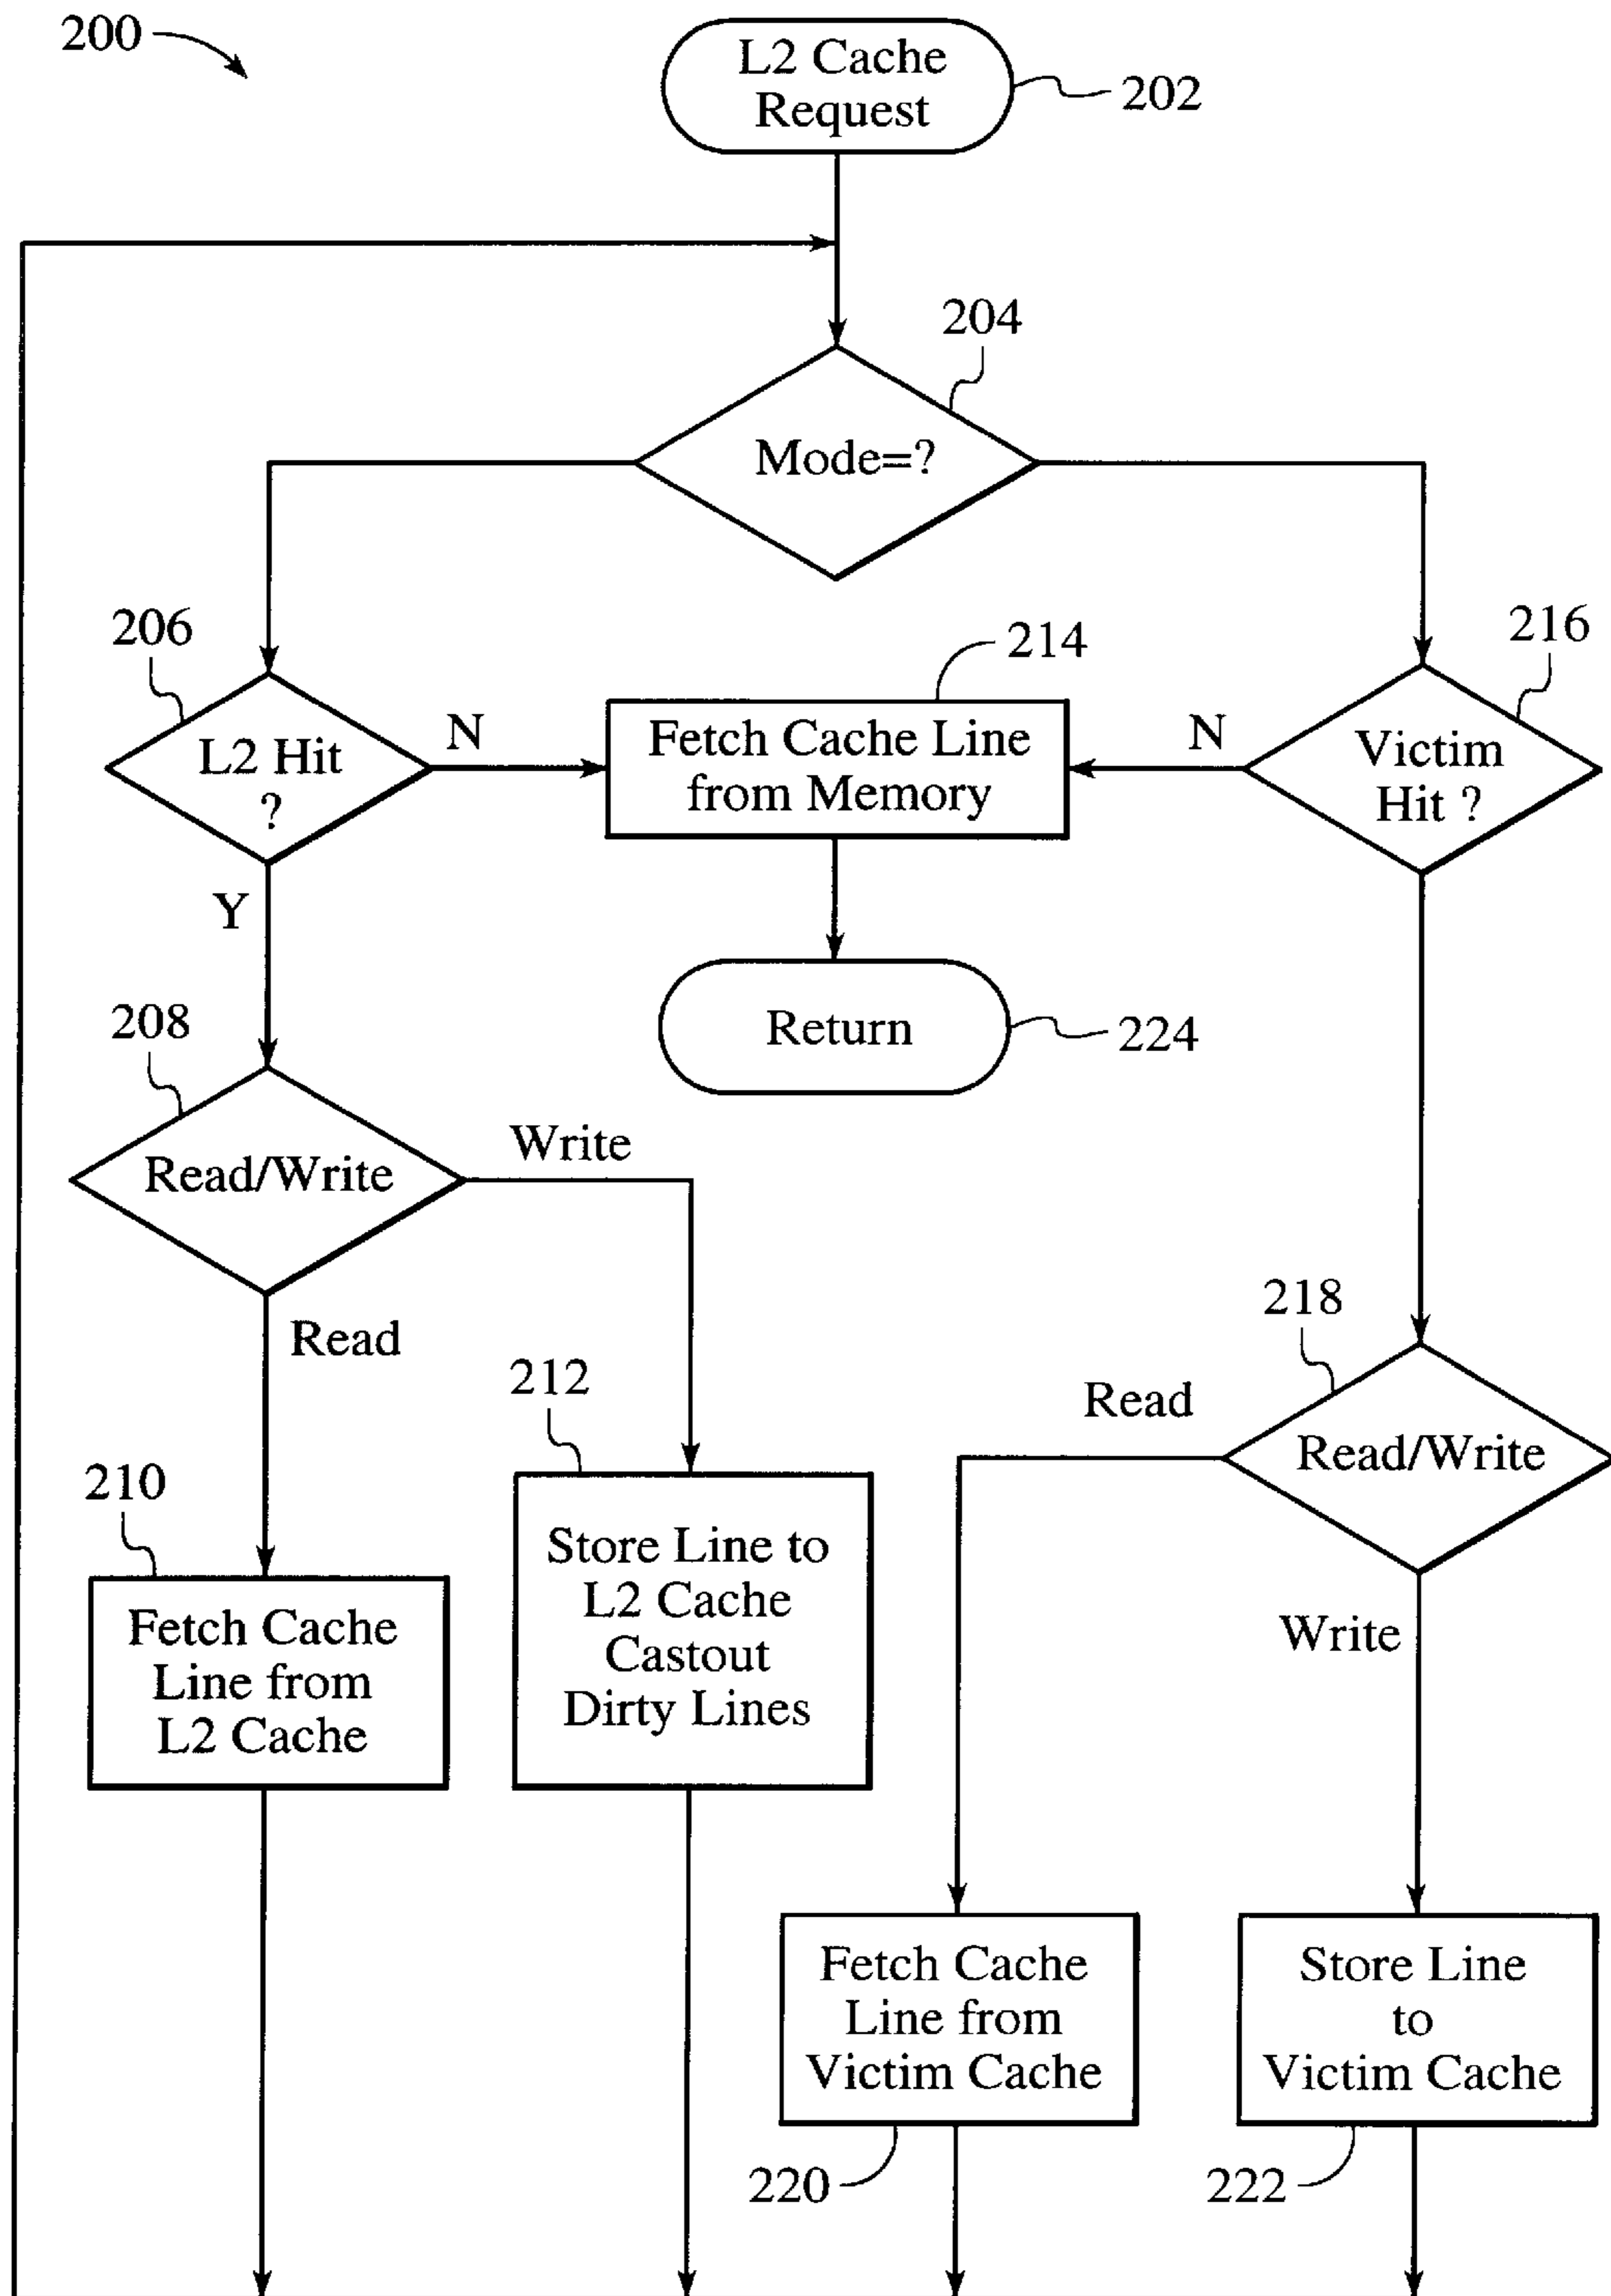 200
L2 Cache
Request
202
204
Mode=?
206
214
216
L2 Hit
?
N
Fetch Cache Line
from Memory
N
Victim
Hit ?
Y
Return
224
208
Read/Write
Write
Read
212
218
Read
Read/Write
210
Store Line to
L2 Cache
Castout
Dirty Lines
Fetch Cache
Line from
L2 Cache
Write
Fetch Cache
Line from
Victim Cache
Store Line
to
Victim Cache
220
222